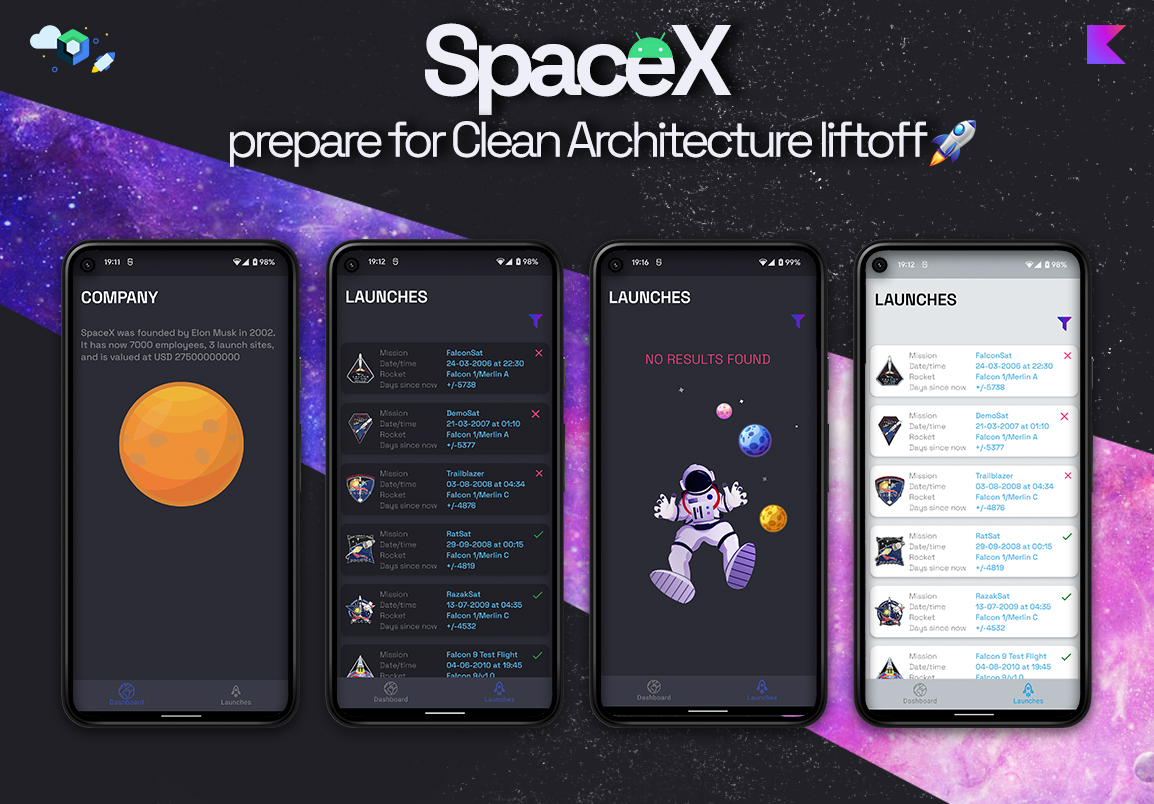 SpaceX
prepare for Clean Architecture liftoff
19:11
98%
COMPANY
SpaceX was founded by Elon Musk in 2002.
It has now 7000 employees, 3 launch sites,
and is valued at USD 27500000000
Dashboard
Launches
19:12
98%
LAUNCHES
Mission FalconSat
Date/time 24-03-2006 at 22:30
Rocket Falcon 1/Merlin A
Days since now +/-5738
Mission DemoSat
Date/time 21-03-2007 at 01:10
Rocket Falcon 1/Merlin A
Days since now +/-5377
Mission Trailblazer
Date/time 03-08-2008 at 04:34
Rocket Falcon 1/Merlin C
Days since now +/-4876
Mission RatSat
Date/time 29-09-2008 at 00:15
Rocket Falcon 1/Merlin C
Days since now +/-4819
Mission RazakSat
Date/time 13-07-2009 at 04:35
Rocket Falcon 1/Merlin C
Days since now +/-4532
Mission Falcon 9 Test Flight
Date/time 04-06-2010 at 19:45
Rocket Falcon 9/v1.0
Dashboard
Launches
19:16
99%
LAUNCHES
NO RESULTS FOUND
Dashboard
Launches
19:12
98%
LAUNCHES
Mission FalconSat
Date/time 24-03-2006 at 22:30
Rocket Falcon 1/Merlin A
Days since now +/-5738
Mission DemoSat
Date/time 21-03-2007 at 01:10
Rocket Falcon 1/Merlin A
Days since now +/-5377
Mission Trailblazer
Date/time 03-08-2008 at 04:34
Rocket Falcon 1/Merlin C
Days since now +/-4876
Mission RatSat
Date/time 29-09-2008 at 00:15
Rocket Falcon 1/Merlin C
Days since now +/-4819
Mission RazakSat
Date/time 13-07-2009 at 04:35
Rocket Falcon 1/Merlin C
Days since now +/-4532
Mission Falcon 9 Test Flight
Date/time 04-06-2010 at 19:45
Rocket Falcon 9/v1.0
Dashboard
Launches